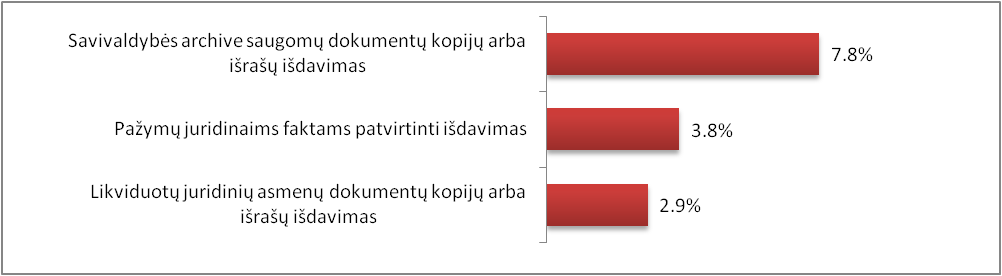 Savivaldybės archive saugomų dokumentų kopijų arba
išrašų išdavimas
7.8%
Pažymų juridinaims faktams patvirtinti išdavimas
3.8%
Likviduotų juridinių asmenų dokumentų kopijų arba
išrašų išdavimas
2.9%